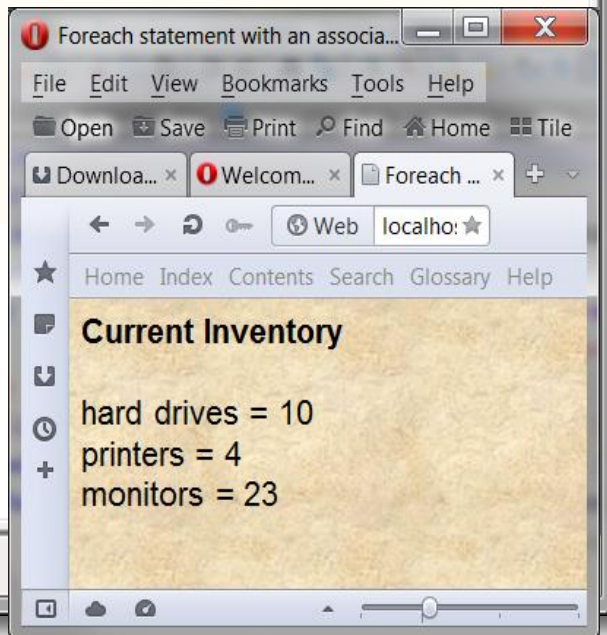 Foreach statement with an associa...
File Edit View Bookmarks Tools Help
Open Save Print Find Home Tile
Downloa... Welcom... Foreach ...
Web localho:
Home Index Contents Search Glossary Help
Current Inventory
hard drives = 10
printers = 4
monitors = 23